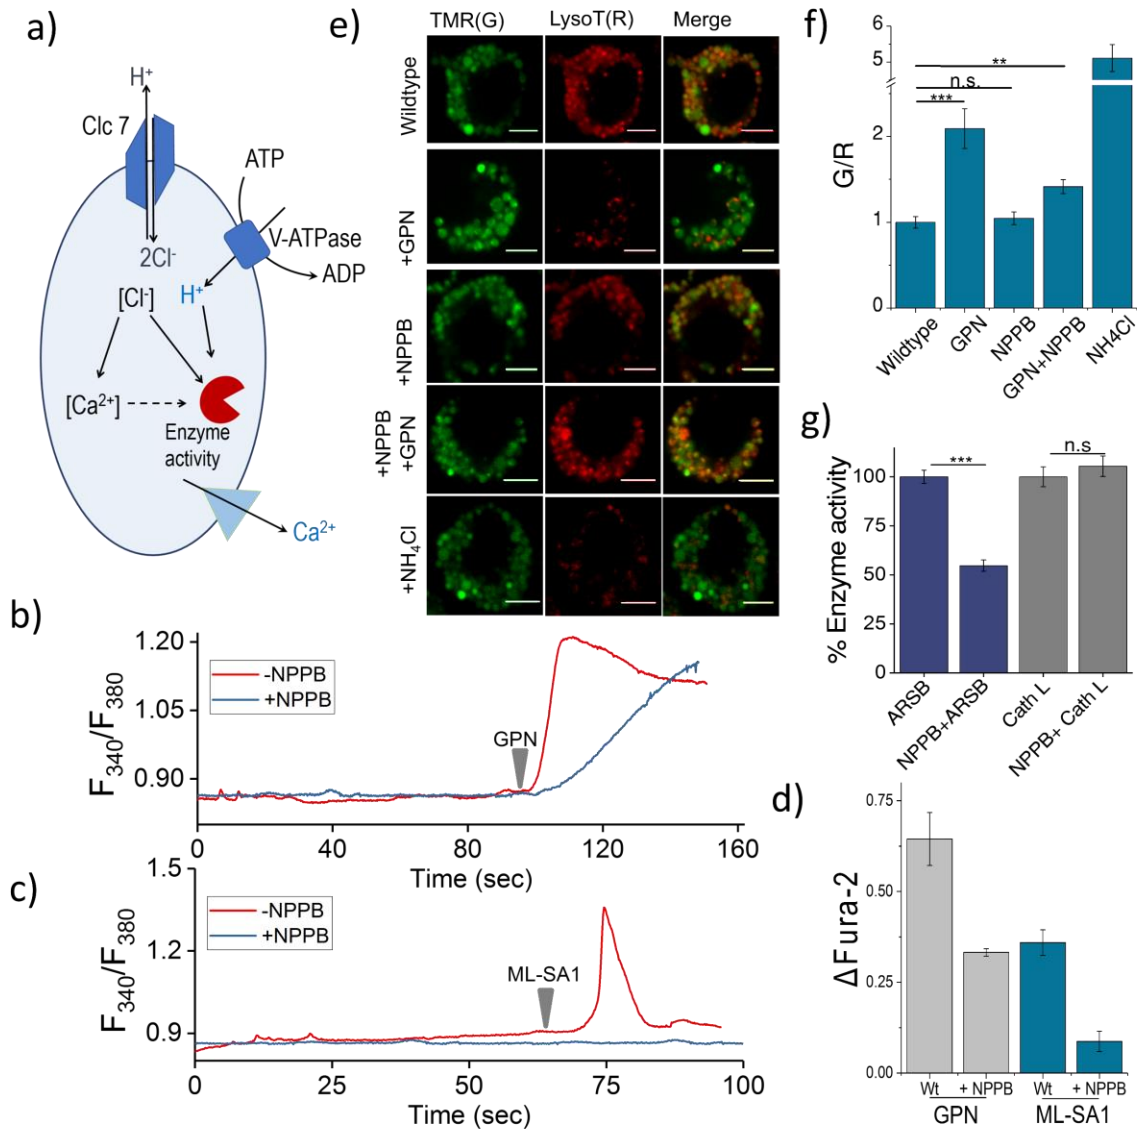 a)
H⁺
Clc 7
ATP
V-ATPase
ADP
2Cl⁻
H⁺
[Cl⁻]
[Ca²⁺]
Enzyme
activity
Ca²⁺
e)
TMR(G) LysoT(R) Merge
Wildtype
+GPN
+NPPB
+NPPB
+GPN
+NH₄Cl
f)
G/R
6
5
2
1
0
**
n.s.
***
Wildtype GPN NPPB GPN+NPPB NH4Cl
g)
% Enzyme activity
100
75
50
25
0
***
n.s
ARSB NPPB+ARSB Cath L NPPB+ Cath L
b)
F₃₄₀/F₃₈₀
1.20
1.05
0.90
-NPPB
+NPPB
GPN
0 40 80 120 160
Time (sec)
c)
F₃₄₀/F₃₈₀
1.5
1.2
0.9
-NPPB
+NPPB
ML-SA1
0 25 50 75 100
Time (sec)
d)
ΔFura-2
0.75
0.50
0.25
0.00
Wt + NPPB Wt + NPPB
GPN ML-SA1